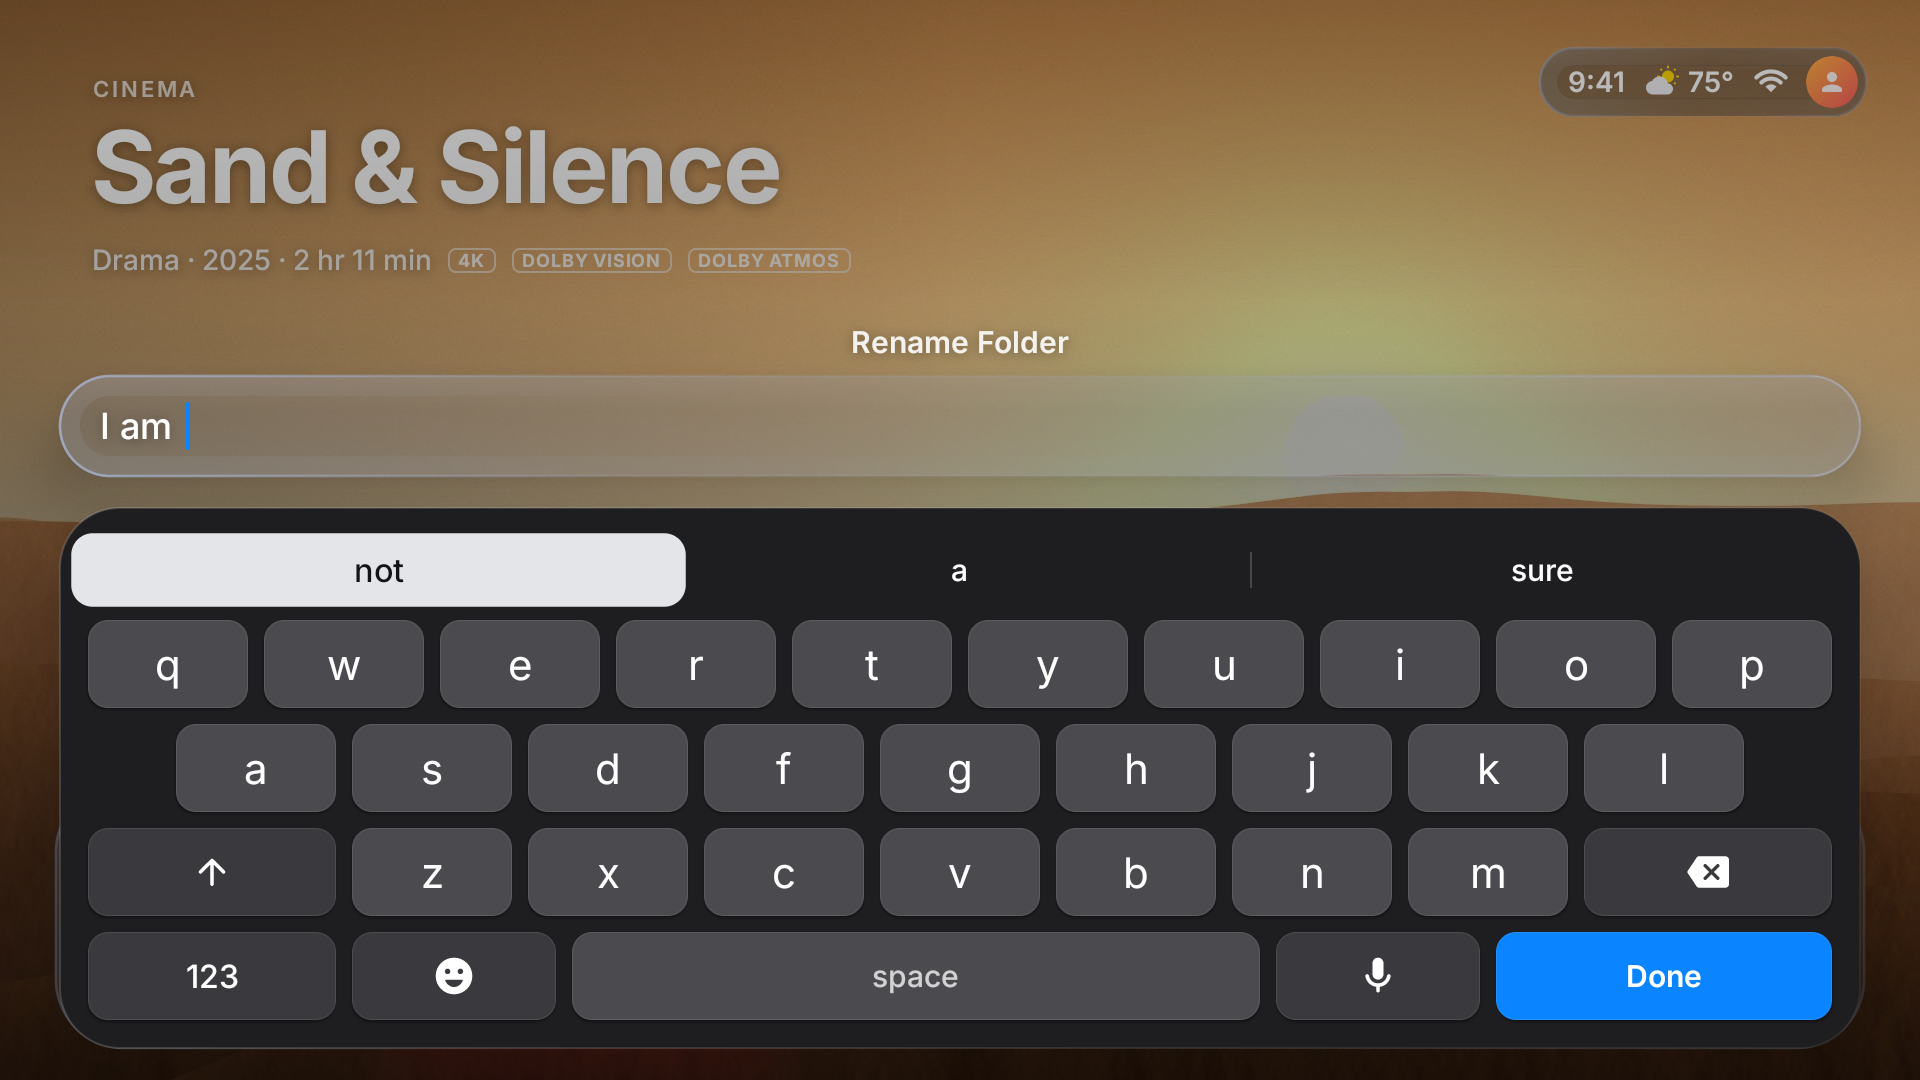 CINEMA
9:41 75°
Sand & Silence
Drama · 2025 · 2 hr 11 min 4K DOLBY VISION DOLBY ATMOS
Rename Folder
I am
not a sure
q w e r t y u i o p
a s d f g h j k l
z x c v b n m
123 space Done